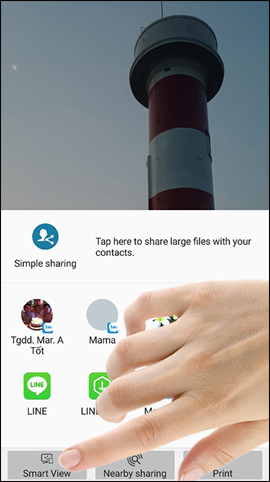 Simple sharing
Tap here to share large files with your
contacts.
Tgdd. Mar. A
Tốt
Mama
LINE
LINE
Smart View
Nearby sharing
Print